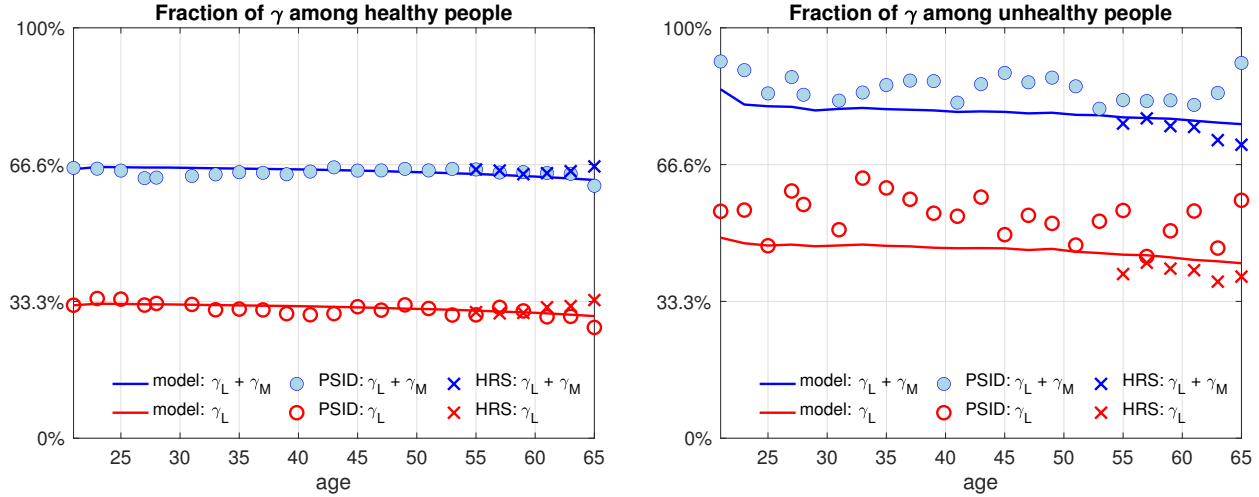 Fraction of γ among healthy people
100%
66.6%
33.3%
0%
model: γL + γM
PSID: γL + γM
HRS: γL + γM
model: γL
PSID: γL
HRS: γL
25 30 35 40 45 50 55 60 65
age
Fraction of γ among unhealthy people
100%
66.6%
33.3%
0%
model: γL + γM
PSID: γL + γM
HRS: γL + γM
model: γL
PSID: γL
HRS: γL
25 30 35 40 45 50 55 60 65
age